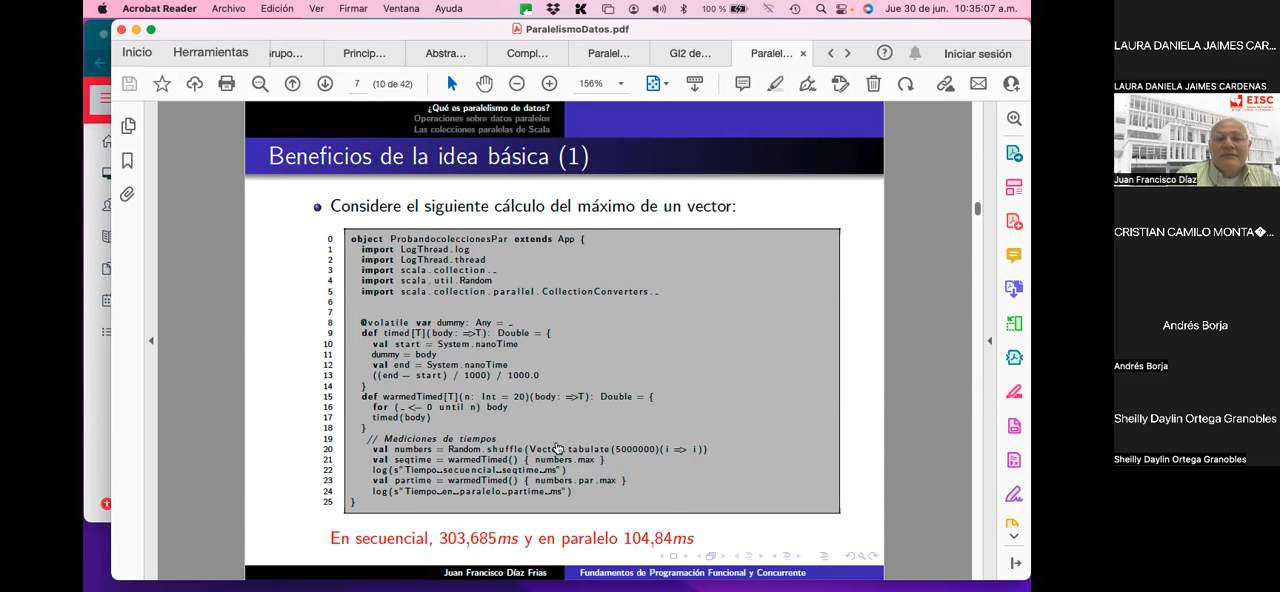 Acrobat Reader Archivo Edición Ver Firmar Ventana Ayuda 100 % Jue 30 de jun. 10:35:07 a.m.
ParalelismoDatos.pdf
Inicio Herramientas Princip... Abstra... Compl... Paralel... GI2 de... Paralel... × Iniciar sesión
7 (10 de 42) 156%
¿Qué es paralelismo de datos?
Operaciones sobre datos paralelos
Las colecciones paralelas de Scala
Beneficios de la idea básica (1)
Considere el siguiente cálculo del máximo de un vector:
0 object ProbandocoleccionesPar extends App {
1 import LogThread.log
2 import LogThread.thread
3 import scala.collection._
4 import scala.util.Random
5 import scala.collection.parallel.CollectionConverters._
6
7
8 @volatile var dummy: Any = _
9 def timed[T](body: =>T): Double = {
10 val start = System.nanoTime
11 dummy = body
12 val end = System.nanoTime
13 ((end − start) / 1000) / 1000.0
14 }
15 def warmedTimed[T](n: Int = 20)(body: =>T): Double = {
16 for (_ <− 0 until n) body
17 timed(body)
18 }
19 // Mediciones de tiempos
20 val numbers = Random.shuffle(Vector.tabulate(5000000)(i => i))
21 val seqtime = warmedTimed() { numbers.max }
22 log(s"Tiempo_secuencial_seqtime_ms")
23 val partime = warmedTimed() { numbers.par.max }
24 log(s"Tiempo_en_paralelo_partime_ms")
25 }
En secuencial, 303,685ms y en paralelo 104,84ms
Juan Francisco Díaz Frias Fundamentos de Programación Funcional y Concurrente
LAURA DANIELA JAIMES CAR...
LAURA DANIELA JAIMES CARDENAS
EISC
Juan Francisco Díaz
CRISTIAN CAMILO MONTA�...
Andrés Borja
Andrés Borja
Sheilly Daylin Ortega Granobles
Sheilly Daylin Ortega Granobles